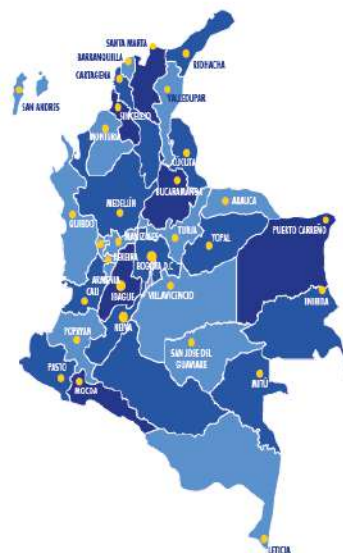 SANTA MARTA
BARRANQUILLA
RIOHACHA
CARTAGENA
VALLEDUPAR
SAN ANDRES
SINCELEJO
MONTERIA
CUCUTA
BUCARAMANGA
ARAUCA
MEDELLÍN
QUIBDO
PUERTO CARREÑO
TUNJA
MANIZALES
YOPAL
PEREIRA
BOGOTA D.C
ARMENIA
INIRIDA
CALI
IBAGUE
VILLAVICENCIO
NEIVA
POPAYAN
SAN JOSE DEL
GUAVIARE
PASTO
MITU
MOCOA
LETICIA